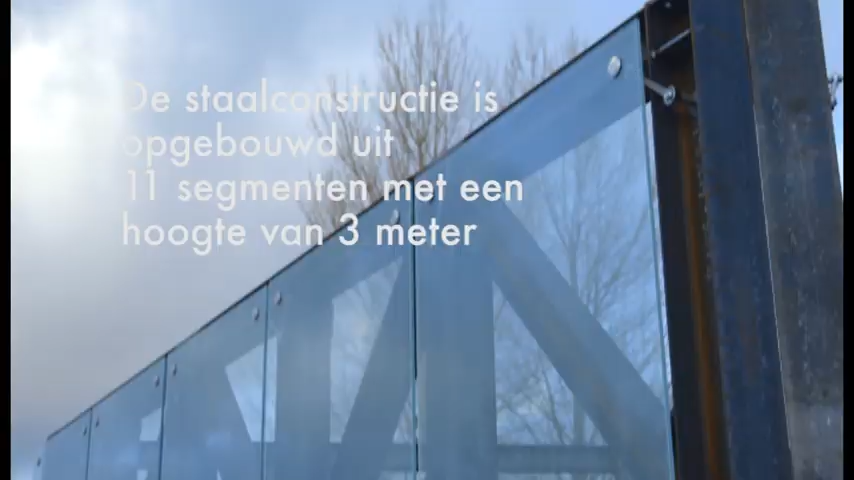 De staalconstructie is
opgebouwd uit
11 segmenten met een
hoogte van 3 meter